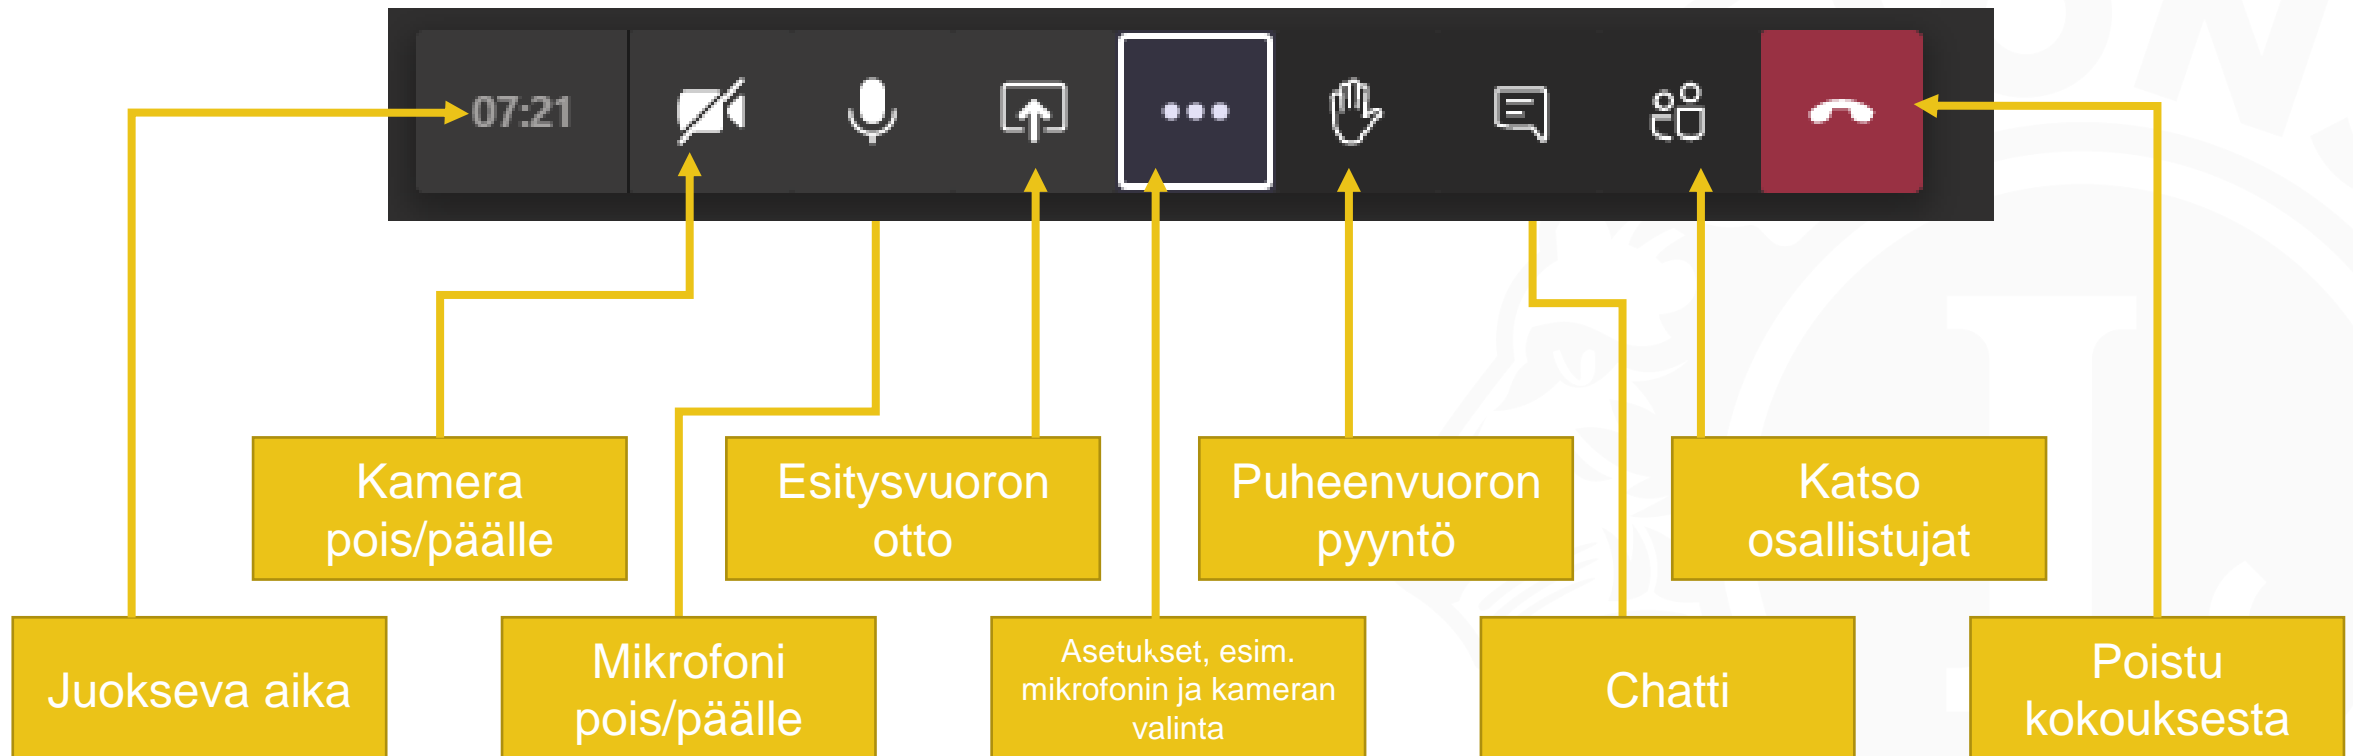 07:21
Kamera
pois/päälle
Esitysvuoron
otto
Puheenvuoron
pyyntö
Katso
osallistujat
Juokseva aika
Mikrofoni
pois/päälle
Asetukset, esim.
mikrofonin ja kameran
valinta
Chatti
Poistu
kokouksesta